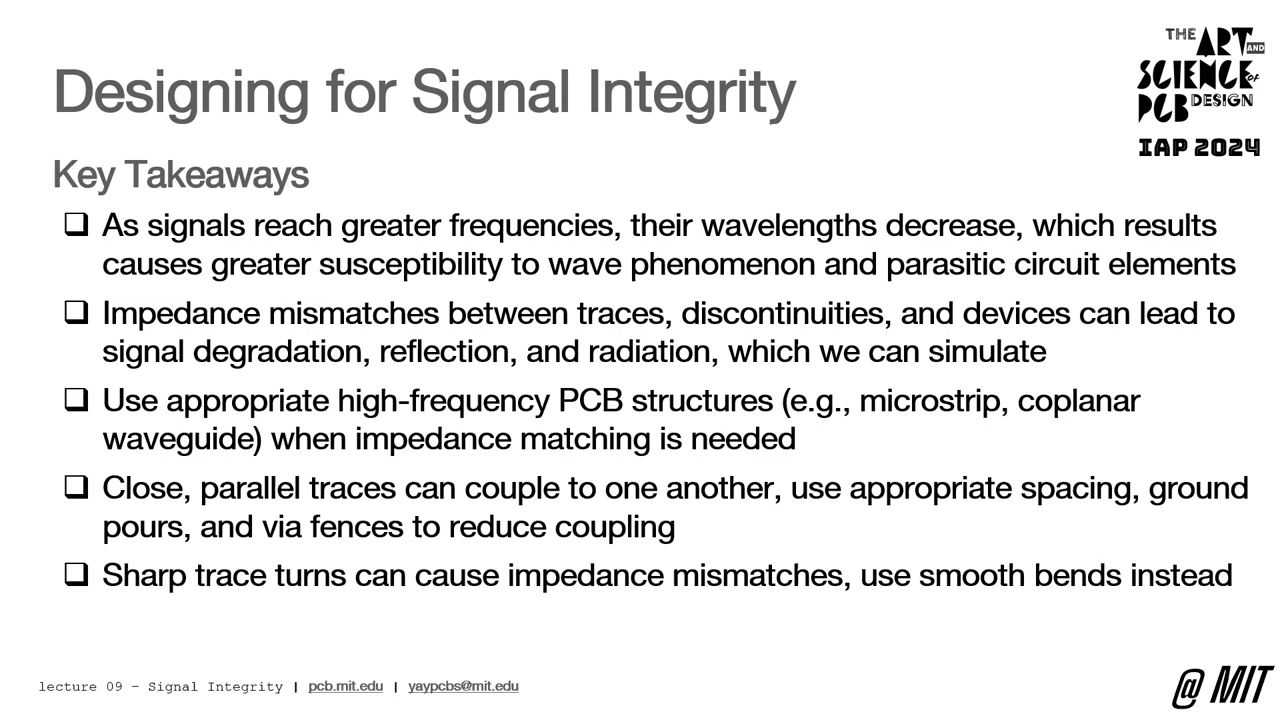 THE ART AND
SCIENCE OF
PCB DESIGN
IAP 2024
Designing for Signal Integrity
Key Takeaways
❑ As signals reach greater frequencies, their wavelengths decrease, which results
causes greater susceptibility to wave phenomenon and parasitic circuit elements
❑ Impedance mismatches between traces, discontinuities, and devices can lead to
signal degradation, reflection, and radiation, which we can simulate
❑ Use appropriate high-frequency PCB structures (e.g., microstrip, coplanar
waveguide) when impedance matching is needed
❑ Close, parallel traces can couple to one another, use appropriate spacing, ground
pours, and via fences to reduce coupling
❑ Sharp trace turns can cause impedance mismatches, use smooth bends instead
lecture 09 – Signal Integrity | pcb.mit.edu | yaypcbs@mit.edu
@ MIT